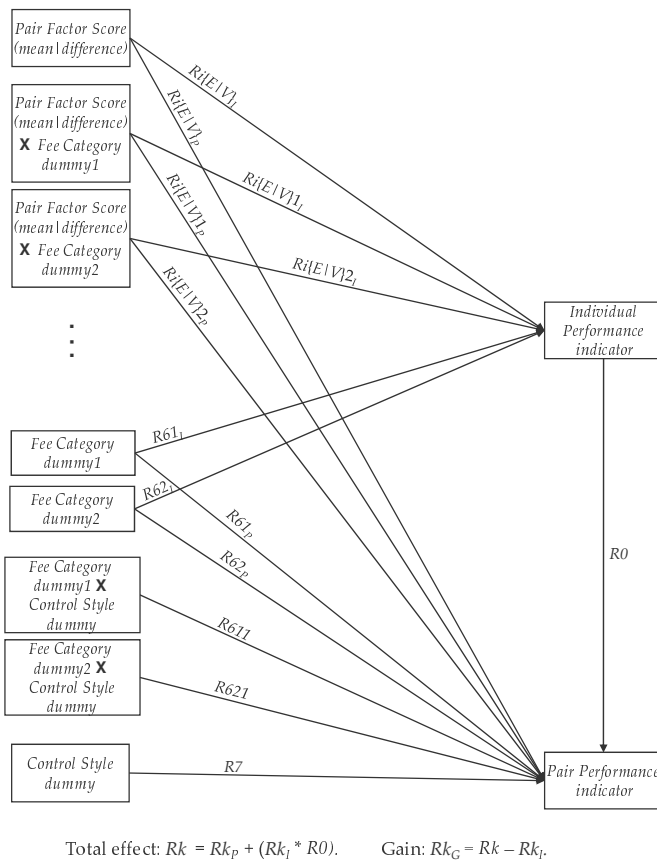 Pair Factor Score
(mean|difference)
Pair Factor Score
(mean|difference)
X Fee Category
dummy1
Pair Factor Score
(mean|difference)
X Fee Category
dummy2
Ri{E|V}I
Ri{E|V}P
Ri{E|V}1I
Ri{E|V}1P
Ri{E|V}2I
Ri{E|V}2P
Individual
Performance
indicator
Fee Category
dummy1
Fee Category
dummy2
R61I
R62I
R61P
R62P
R0
Fee Category
dummy1 X
Control Style
dummy
Fee Category
dummy2 X
Control Style
dummy
R611
R621
Control Style
dummy
R7
Pair Performance
indicator
Total effect: Rk = RkP + (RkI * R0). Gain: RkG = Rk – RkI.